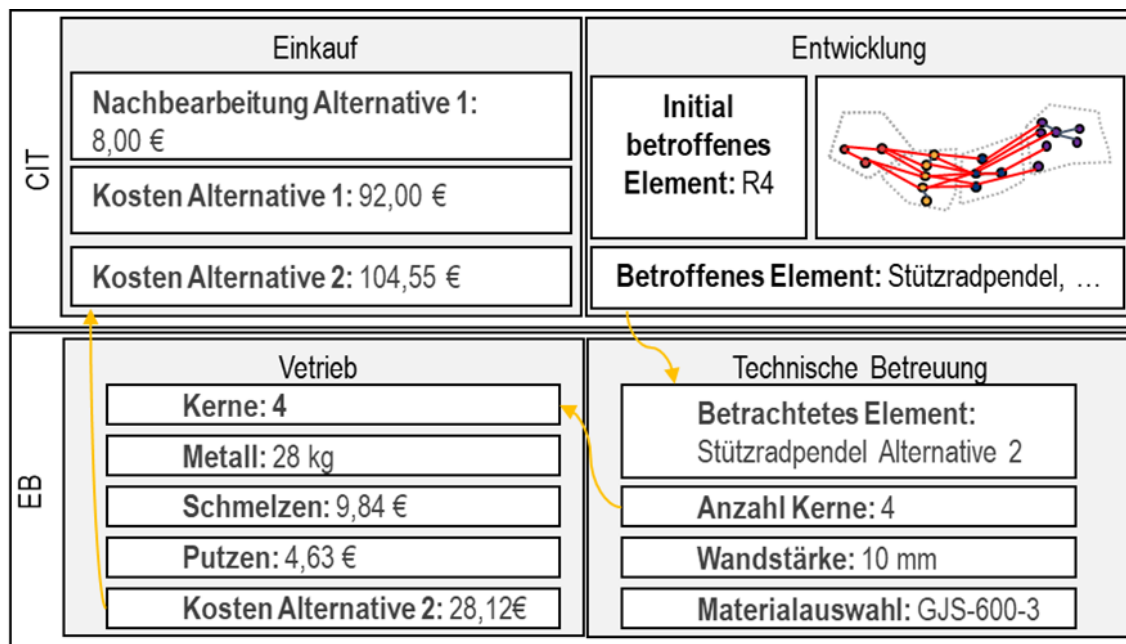 CIT
Einkauf
Nachbearbeitung Alternative 1:
8,00 €
Kosten Alternative 1: 92,00 €
Kosten Alternative 2: 104,55 €
Entwicklung
Initial
betroffenes
Element: R4
Betroffenes Element: Stützradpendel, …
EB
Vetrieb
Kerne: 4
Metall: 28 kg
Schmelzen: 9,84 €
Putzen: 4,63 €
Kosten Alternative 2: 28,12€
Technische Betreuung
Betrachtetes Element:
Stützradpendel Alternative 2
Anzahl Kerne: 4
Wandstärke: 10 mm
Materialauswahl: GJS-600-3